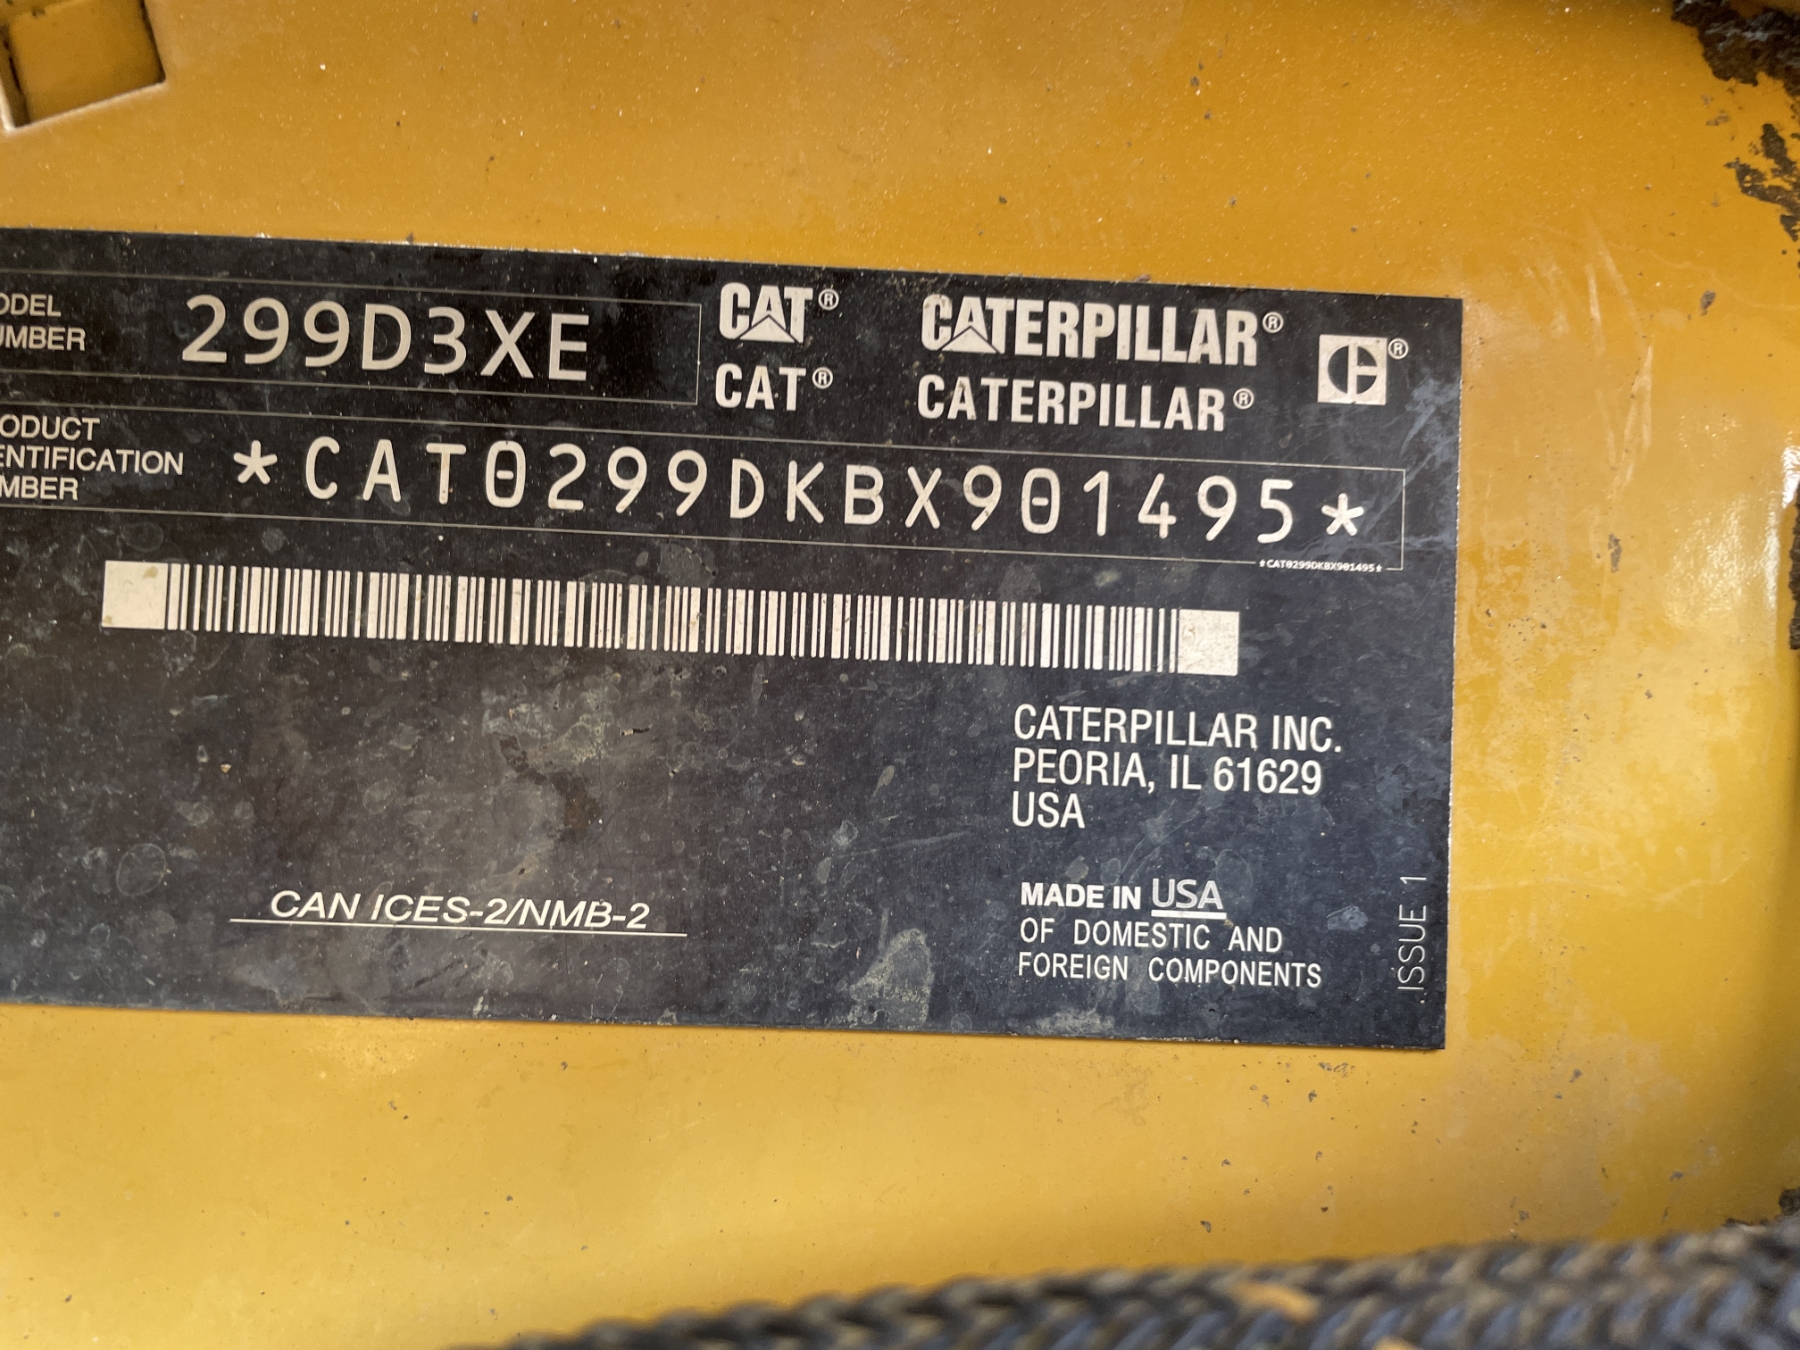 ODEL
UMBER
299D3XE
CAT® CATERPILLAR® ®
CAT® CATERPILLAR®
ODUCT
ENTIFICATION
MBER
*CAT0299DKBX901495*
*CAT0299DKBX901495*
CATERPILLAR INC.
PEORIA, IL 61629
USA
CAN ICES-2/NMB-2
MADE IN USA
OF DOMESTIC AND
FOREIGN COMPONENTS
.ISSUE 1